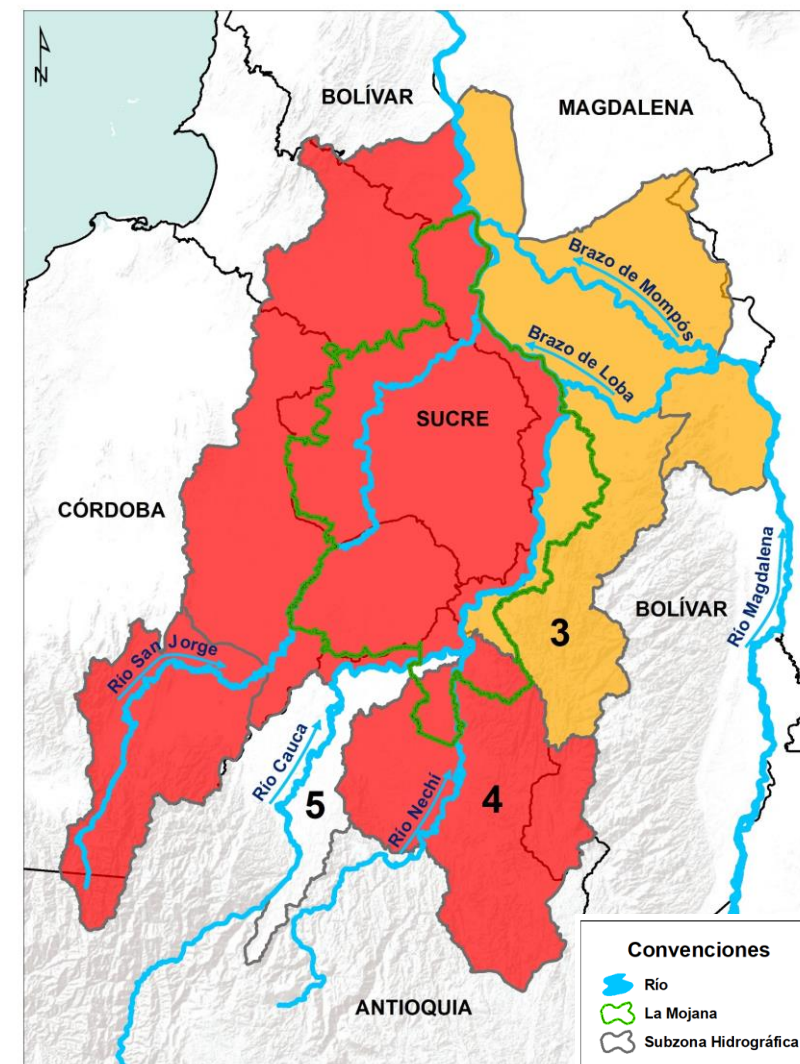 N
BOLÍVAR
MAGDALENA
Brazo de Mompós
Brazo de Loba
SUCRE
CÓRDOBA
BOLÍVAR
Río Magdalena
3
Río San Jorge
Río Cauca
5
Río Nechí
4
ANTIOQUIA
Convenciones
Río
La Mojana
Subzona Hidrográfica